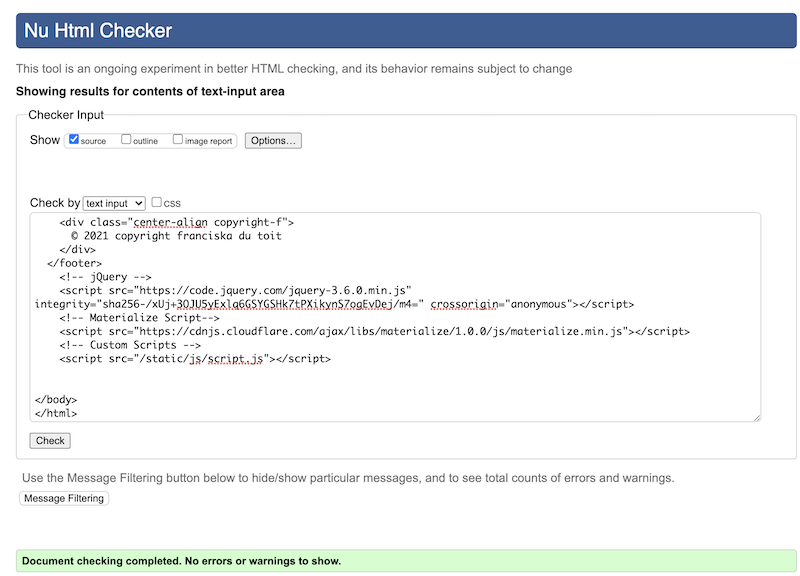 Nu Html Checker
This tool is an ongoing experiment in better HTML checking, and its behavior remains subject to change
Showing results for contents of text-input area
Checker Input
Show source outline image report Options...
Check by text input css
<div class="center-align copyright-f">
© 2021 copyright franciska du toit
</div>
</footer>
<!-- jQuery -->
<script src="https://code.jquery.com/jquery-3.6.0.min.js"
integrity="sha256-/xUj+3OJU5yExlq6GSYGSHk7tPXikynS7ogEvDej/m4=" crossorigin="anonymous"></script>
<!-- Materialize Script-->
<script src="https://cdnjs.cloudflare.com/ajax/libs/materialize/1.0.0/js/materialize.min.js"></script>
<!-- Custom Scripts -->
<script src="/static/js/script.js"></script>
</body>
</html>
Check
Use the Message Filtering button below to hide/show particular messages, and to see total counts of errors and warnings.
Message Filtering
Document checking completed. No errors or warnings to show.